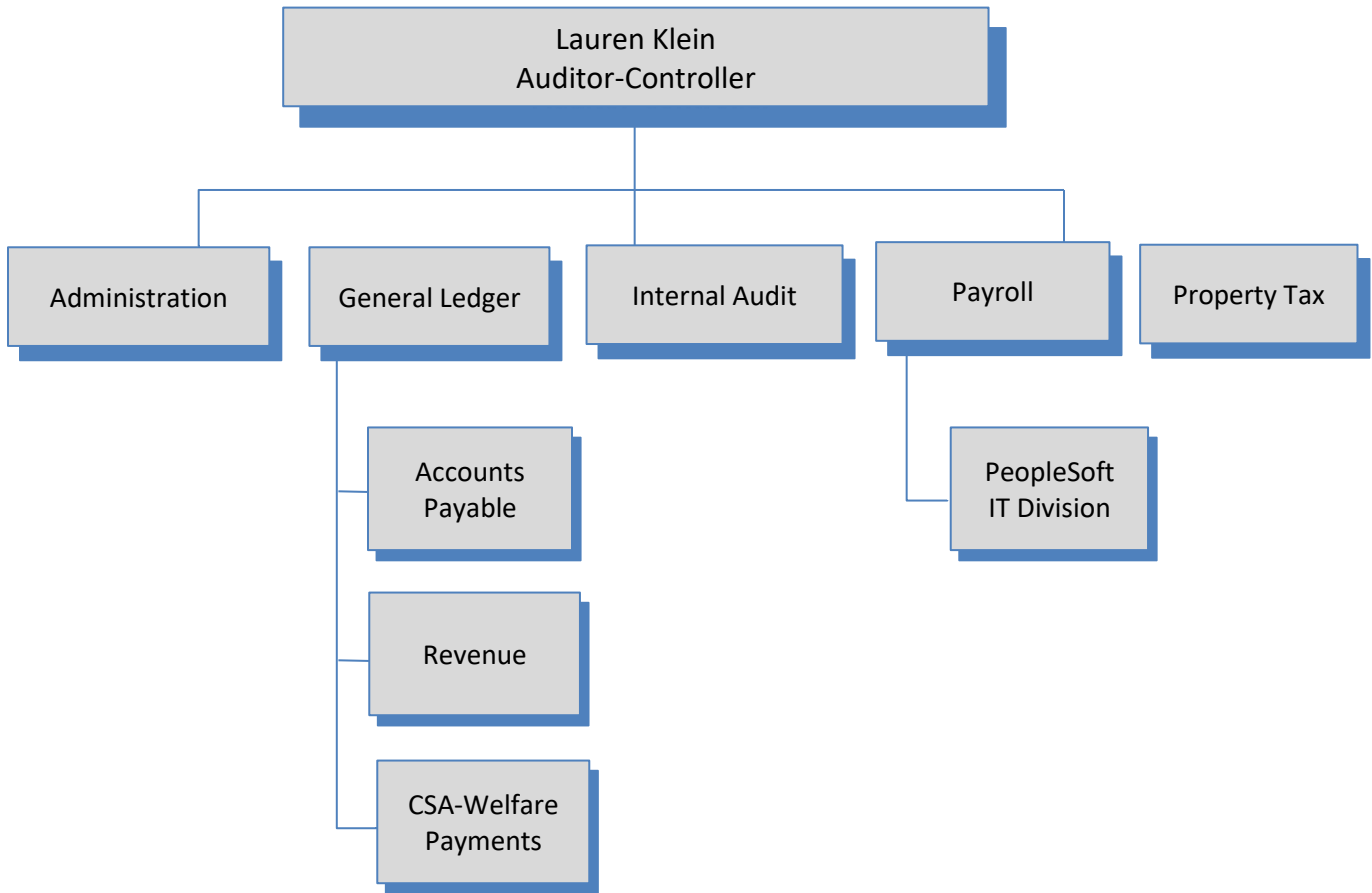 Lauren Klein
Auditor-Controller
Administration
General Ledger
Internal Audit
Payroll
Property Tax
Accounts
Payable
PeopleSoft
IT Division
Revenue
CSA-Welfare
Payments